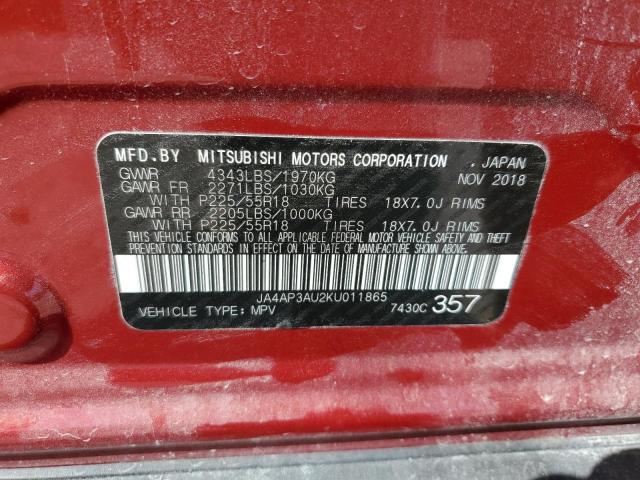 MFD.BY MITSUBISHI MOTORS CORPORATION , JAPAN
GVWR 4343LBS/1970KG NOV 2018
GAWR FR 2271LBS/1030KG
WITH P225/55R18 TIRES 18X7.0J RIMS
GAWR RR 2205LBS/1000KG
WITH P225/55R18 TIRES 18X7.0J RIMS
THIS VEHICLE CONFORMS TO ALL APPLICABLE FEDERAL MOTOR VEHICLE SAFETY AND THEFT
PREVENTION STANDARDS IN EFFECT ON THE DATE OF MANUFACTURE SHOWN ABOVE.
JA4AP3AU2KU011865
VEHICLE TYPE: MPV 7430C 357